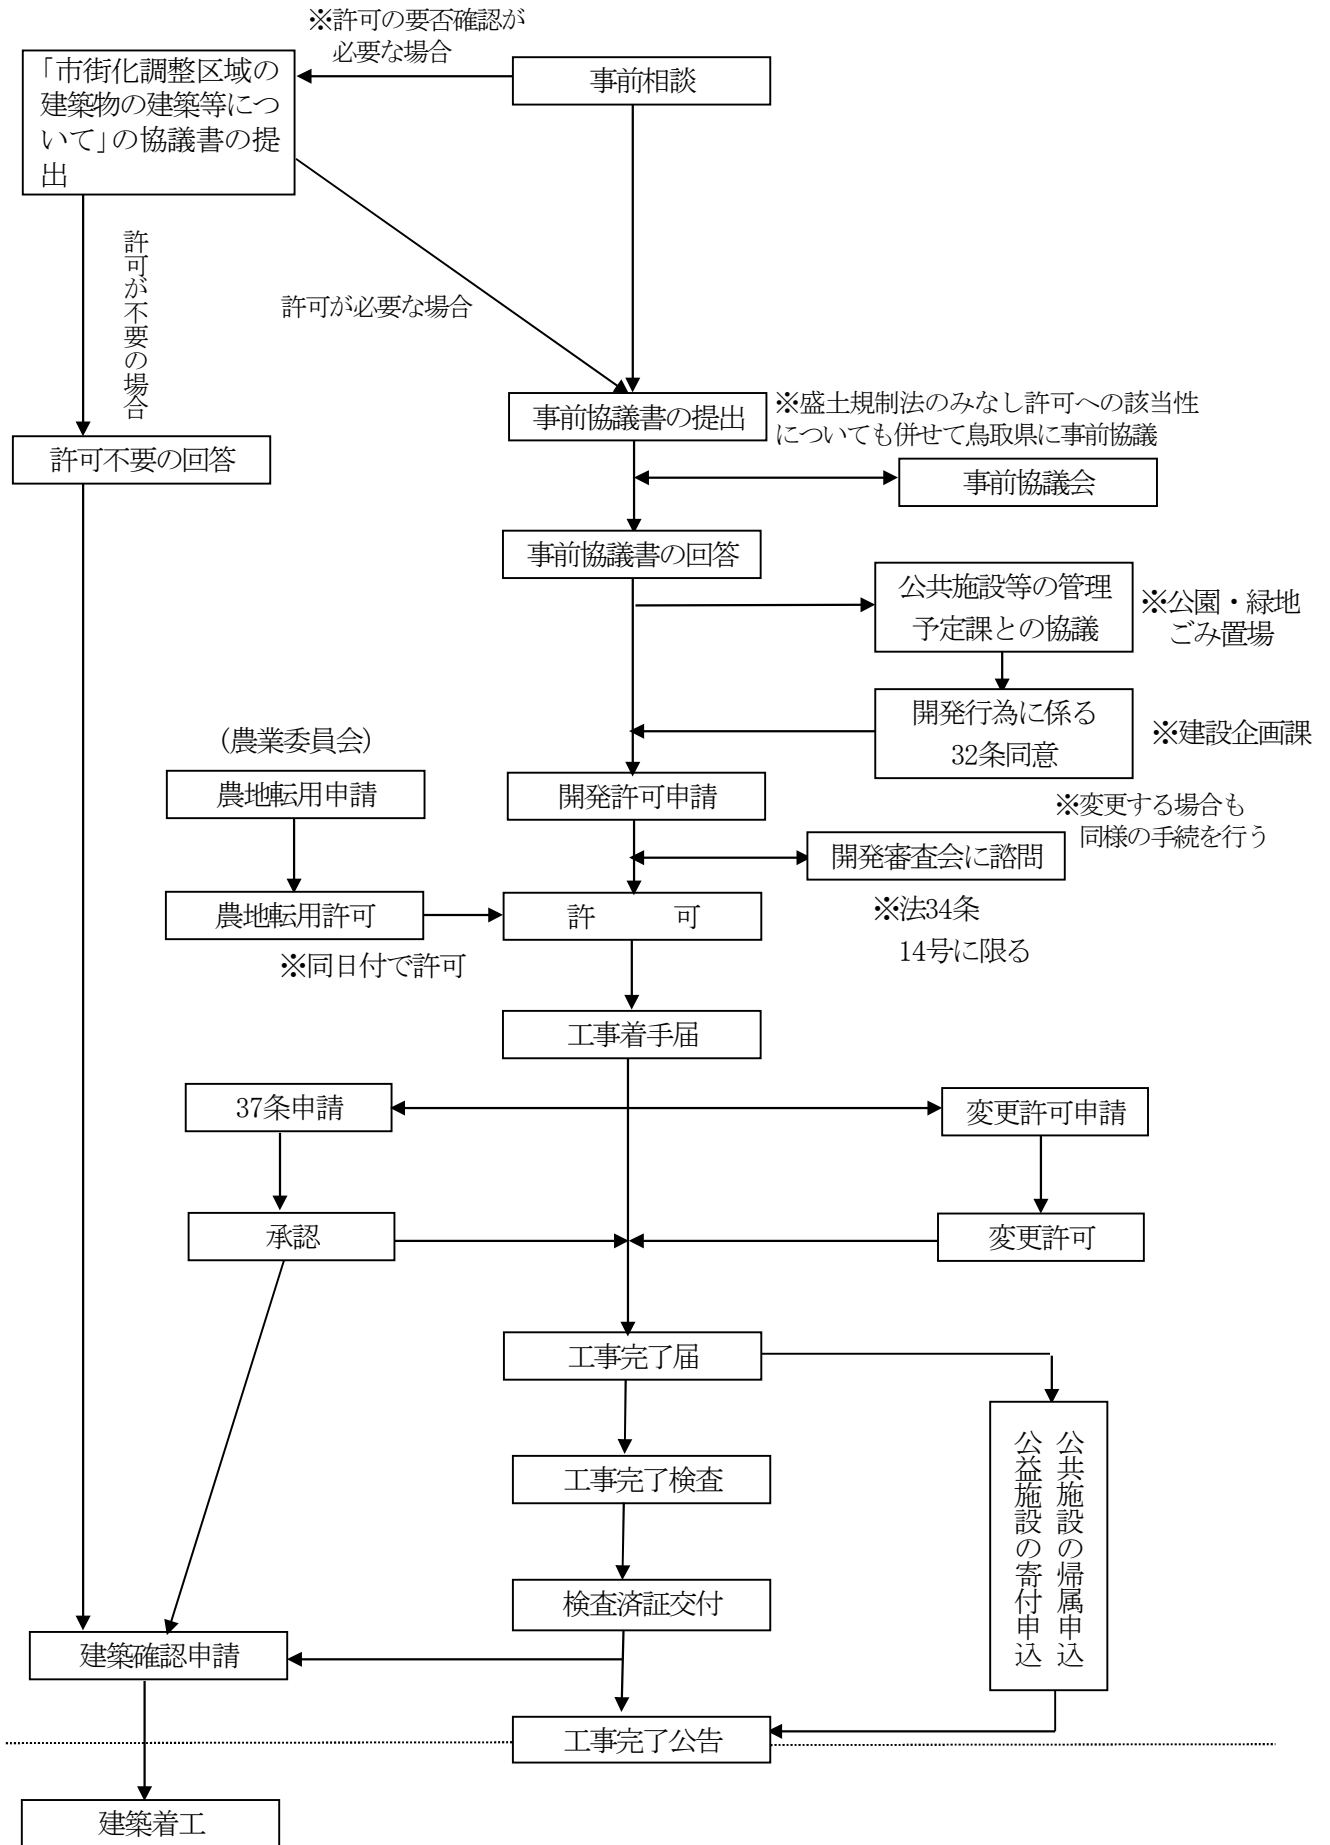 ※許可の要否確認が
必要な場合
事前相談
「市街化調整区域の
建築物の建築等につ
いて」の協議書の提
出
許可が不要の場合
許可が必要な場合
事前協議書の提出
※盛土規制法のみなし許可への該当性
についても併せて鳥取県に事前協議
許可不要の回答
事前協議会
事前協議書の回答
公共施設等の管理
予定課との協議
※公園・緑地
ごみ置場
開発行為に係る
32条同意
※建設企画課
(農業委員会)
農地転用申請
開発許可申請
※変更する場合も
同様の手続を行う
開発審査会に諮問
農地転用許可
許 可
※法34条
14号に限る
※同日付で許可
工事着手届
37条申請
変更許可申請
承認
変更許可
工事完了届
公共施設の帰属申込
公益施設の寄付申込
工事完了検査
検査済証交付
建築確認申請
工事完了公告
建築着工